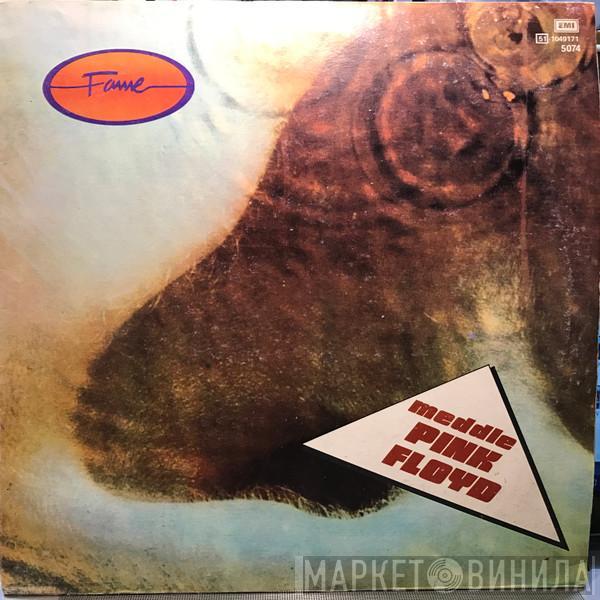 Fame
EMI
51 1049171
5074
meddle
PINK
FLOYD
МАРКЕТ ВИНИЛА